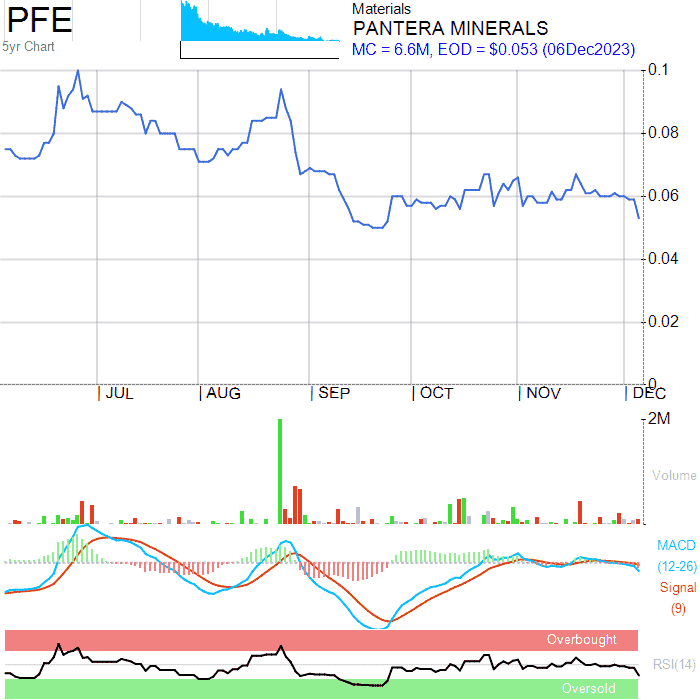 PFE
5yr Chart
Materials
PANTERA MINERALS
MC = 6.6M, EOD = $0.053 (06Dec2023)
0.1
0.08
0.06
0.04
0.02
0
JUL AUG SEP OCT NOV DEC
2M
Volume
MACD
(12-26)
Signal
(9)
Overbought
RSI(14)
Oversold